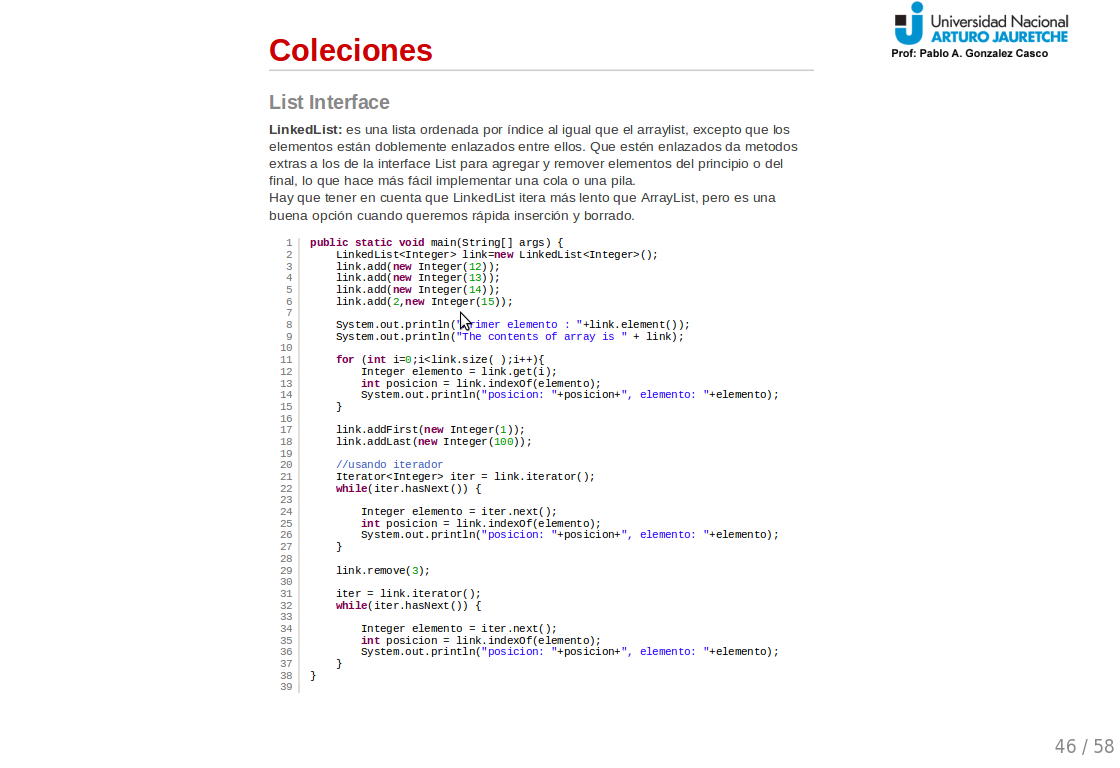 Universidad Nacional
ARTURO JAURETCHE
Prof: Pablo A. Gonzalez Casco
Coleciones
List Interface
LinkedList: es una lista ordenada por índice al igual que el arraylist, excepto que los
elementos están doblemente enlazados entre ellos. Que estén enlazados da metodos
extras a los de la interface List para agregar y remover elementos del principio o del
final, lo que hace más fácil implementar una cola o una pila.
Hay que tener en cuenta que LinkedList itera más lento que ArrayList, pero es una
buena opción cuando queremos rápida inserción y borrado.
1 public static void main(String[] args) {
2 LinkedList<Integer> link=new LinkedList<Integer>();
3 link.add(new Integer(12));
4 link.add(new Integer(13));
5 link.add(new Integer(14));
6 link.add(2,new Integer(15));
7
8 System.out.println("Primer elemento : "+link.element());
9 System.out.println("The contents of array is " + link);
10
11 for (int i=0;i<link.size( );i++){
12 Integer elemento = link.get(i);
13 int posicion = link.indexOf(elemento);
14 System.out.println("posicion: "+posicion+", elemento: "+elemento);
15 }
16
17 link.addFirst(new Integer(1));
18 link.addLast(new Integer(100));
19
20 //usando iterador
21 Iterator<Integer> iter = link.iterator();
22 while(iter.hasNext()) {
23
24 Integer elemento = iter.next();
25 int posicion = link.indexOf(elemento);
26 System.out.println("posicion: "+posicion+", elemento: "+elemento);
27 }
28
29 link.remove(3);
30
31 iter = link.iterator();
32 while(iter.hasNext()) {
33
34 Integer elemento = iter.next();
35 int posicion = link.indexOf(elemento);
36 System.out.println("posicion: "+posicion+", elemento: "+elemento);
37 }
38 }
39
46 / 58